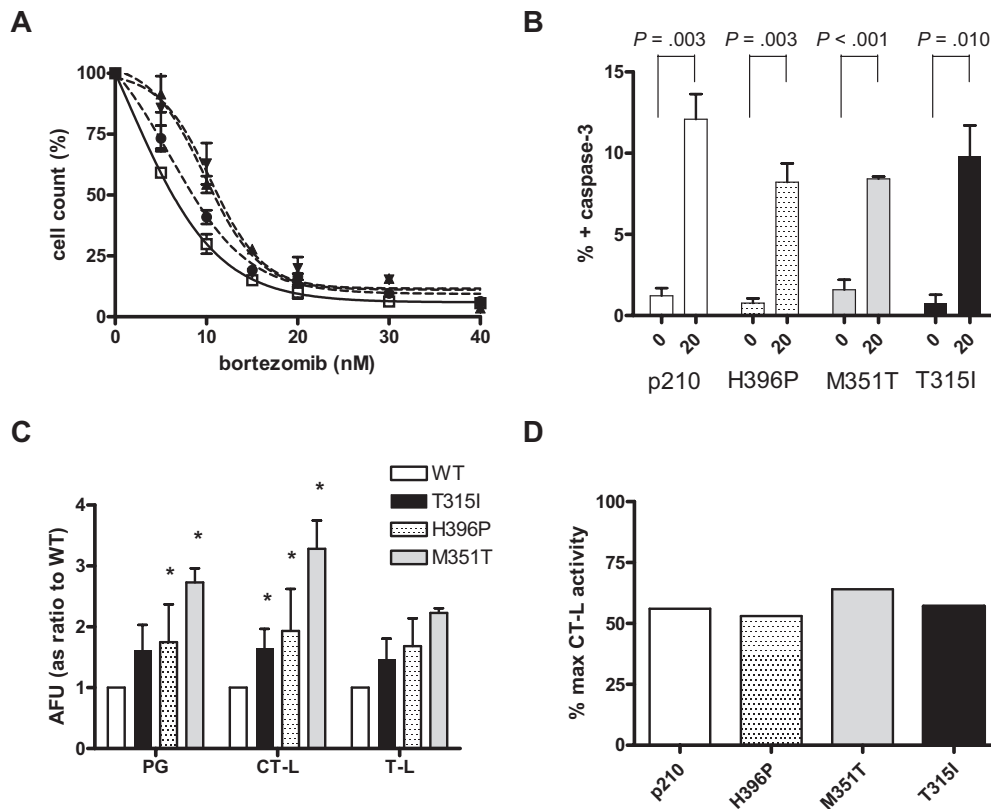 A
cell count (%)
100
75
50
25
0
0 10 20 30 40
bortezomib (nM)
B
P = .003 P = .003 P < .001 P = .010
% + caspase-3
15
10
5
0
0 20 0 20 0 20 0 20
p210 H396P M351T T315I
C
AFU (as ratio to WT)
4
3
2
1
0
* * * * *
PG CT-L T-L
WT
T315I
H396P
M351T
D
% max CT-L activity
100
75
50
25
0
p210 H396P M351T T315I